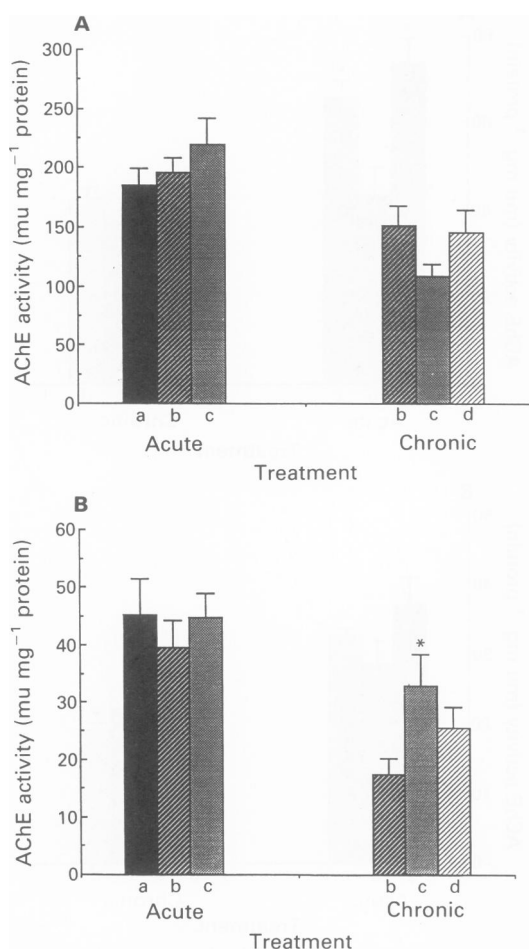 A
300
250
200
150
100
50
0
AChE activity (mu mg⁻¹ protein)
a b c b c d
Acute Chronic
Treatment
B
60
50
40
30
20
10
0
AChE activity (mu mg⁻¹ protein)
*
a b c b c d
Acute Chronic
Treatment